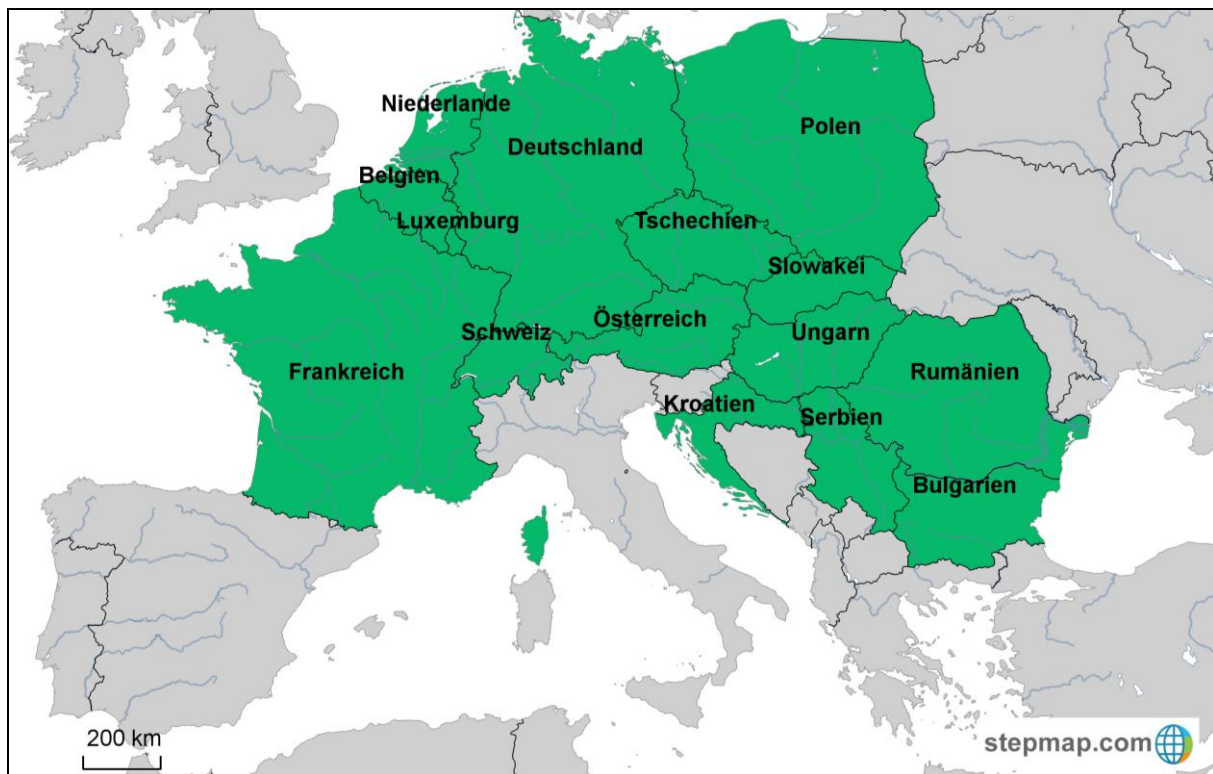 Niederlande
Polen
Deutschland
Belgien
Luxemburg
Tschechien
Slowakei
Österreich
Schweiz
Ungarn
Frankreich
Rumänien
Kroatien
Serbien
Bulgarien
200 km
stepmap.com